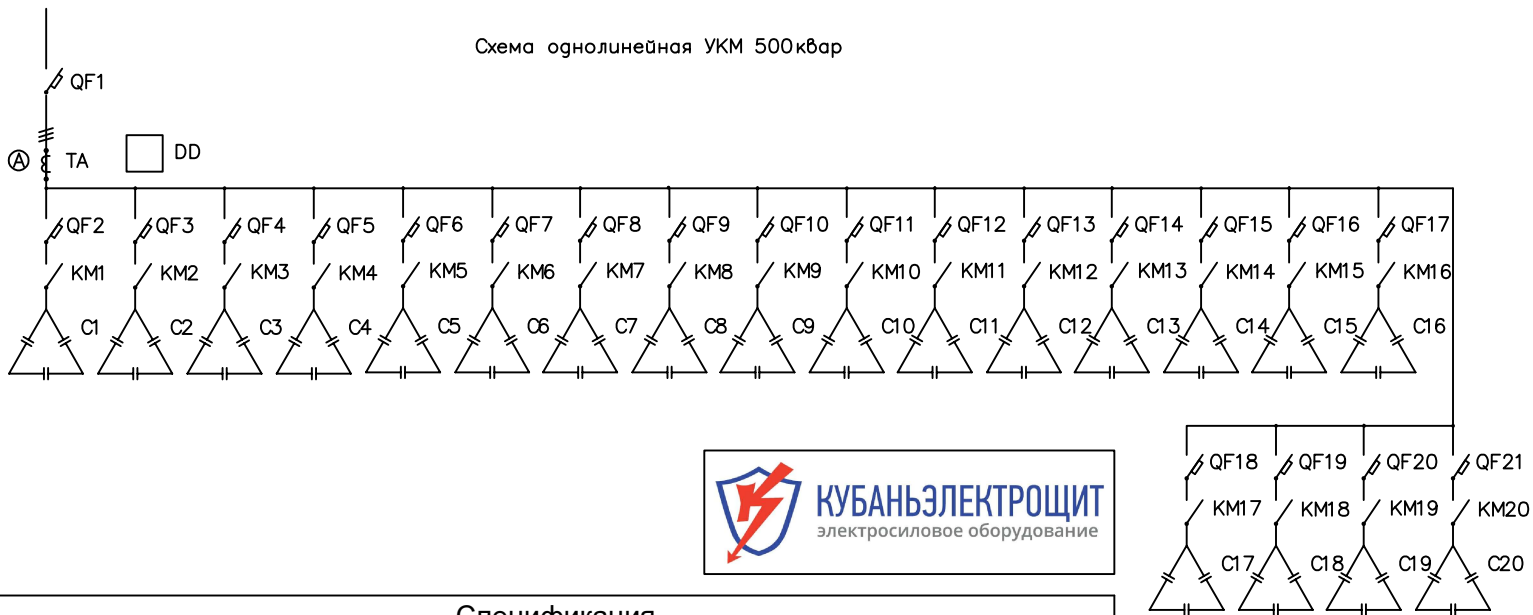 Схема однолинейная УКМ 500квар
QF1
A TA DD
QF2 QF3 QF4 QF5 QF6 QF7 QF8 QF9 QF10 QF11 QF12 QF13 QF14 QF15 QF16 QF17
KM1 KM2 KM3 KM4 KM5 KM6 KM7 KM8 KM9 KM10 KM11 KM12 KM13 KM14 KM15 KM16
C1 C2 C3 C4 C5 C6 C7 C8 C9 C10 C11 C12 C13 C14 C15 C16
QF18 QF19 QF20 QF21
KM17 KM18 KM19 KM20
C17 C18 C19 C20
КУБАНЬЭЛЕКТРОЩИТ
электросиловое оборудование
Спецификация